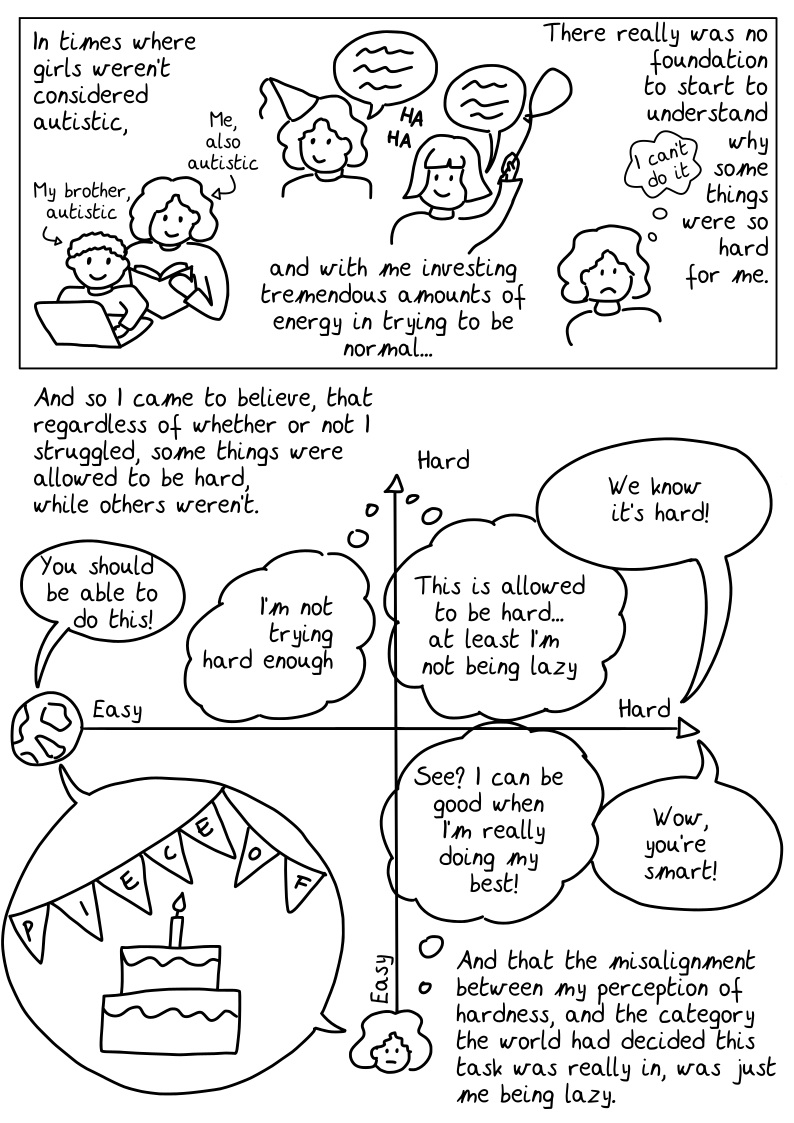 In times where
girls weren't
considered
autistic,
Me,
also
autistic
My brother,
autistic
HA
HA
and with me investing
tremendous amounts of
energy in trying to be
normal...
There really was no
foundation
to start to
understand
why
some
things
were so
hard
for me.
I can't
do it
And so I came to believe, that
regardless of whether or not I
struggled, some things were
allowed to be hard,
while others weren't.
Hard
We know
it's hard!
You should
be able to
do this!
I'm not
trying
hard enough
This is allowed
to be hard...
at least I'm
not being lazy
Easy
Hard
See? I can be
good when
I'm really
doing my
best!
Wow,
you're
smart!
PIECE OF
Easy
And that the misalignment
between my perception of
hardness, and the category
the world had decided this
task was really in, was just
me being lazy.